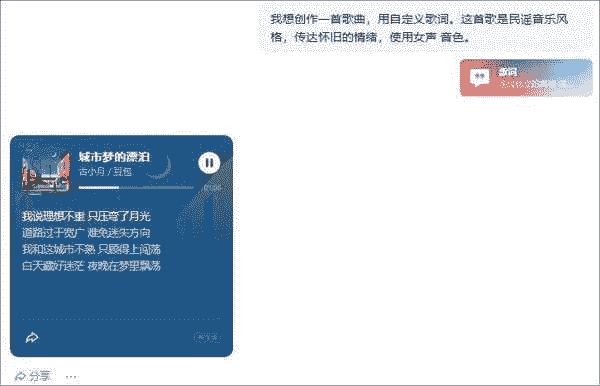 我想创作一首歌曲，用自定义歌词。这首歌是民谣音乐风
格，传达怀旧的情绪，使用女声 音色。
歌词
城市梦的漂泊
古小月 / 豆包
我说理想不重 只压弯了月光
道路过于宽广 难免迷失方向
我和这城市不熟 只顾得上闯荡
白天藏好迷茫 夜晚在梦里飘荡
分享